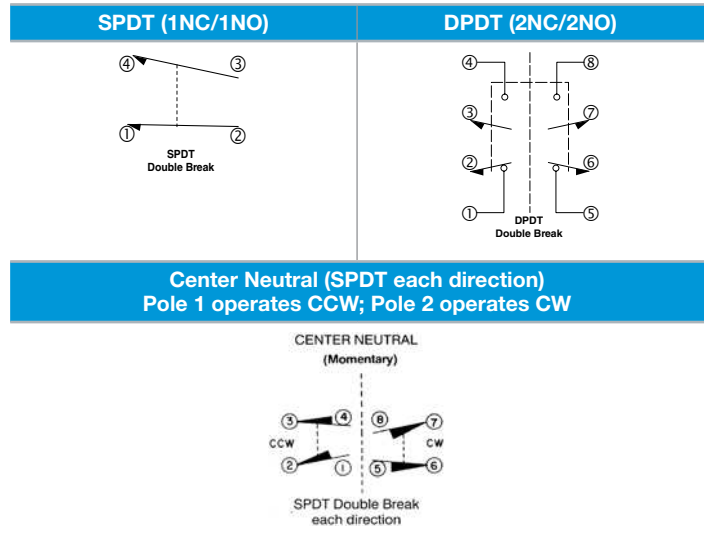 SPDT (1NC/1NO)
DPDT (2NC/2NO)
④ ③
① ②
SPDT
Double Break
④ ⑧
③ ⑦
② ⑥
① ⑤
DPDT
Double Break
Center Neutral (SPDT each direction)
Pole 1 operates CCW; Pole 2 operates CW
CENTER NEUTRAL
(Momentary)
③ ④ ⑧ ⑦
CCW CW
② ① ⑤ ⑥
SPDT Double Break
each direction